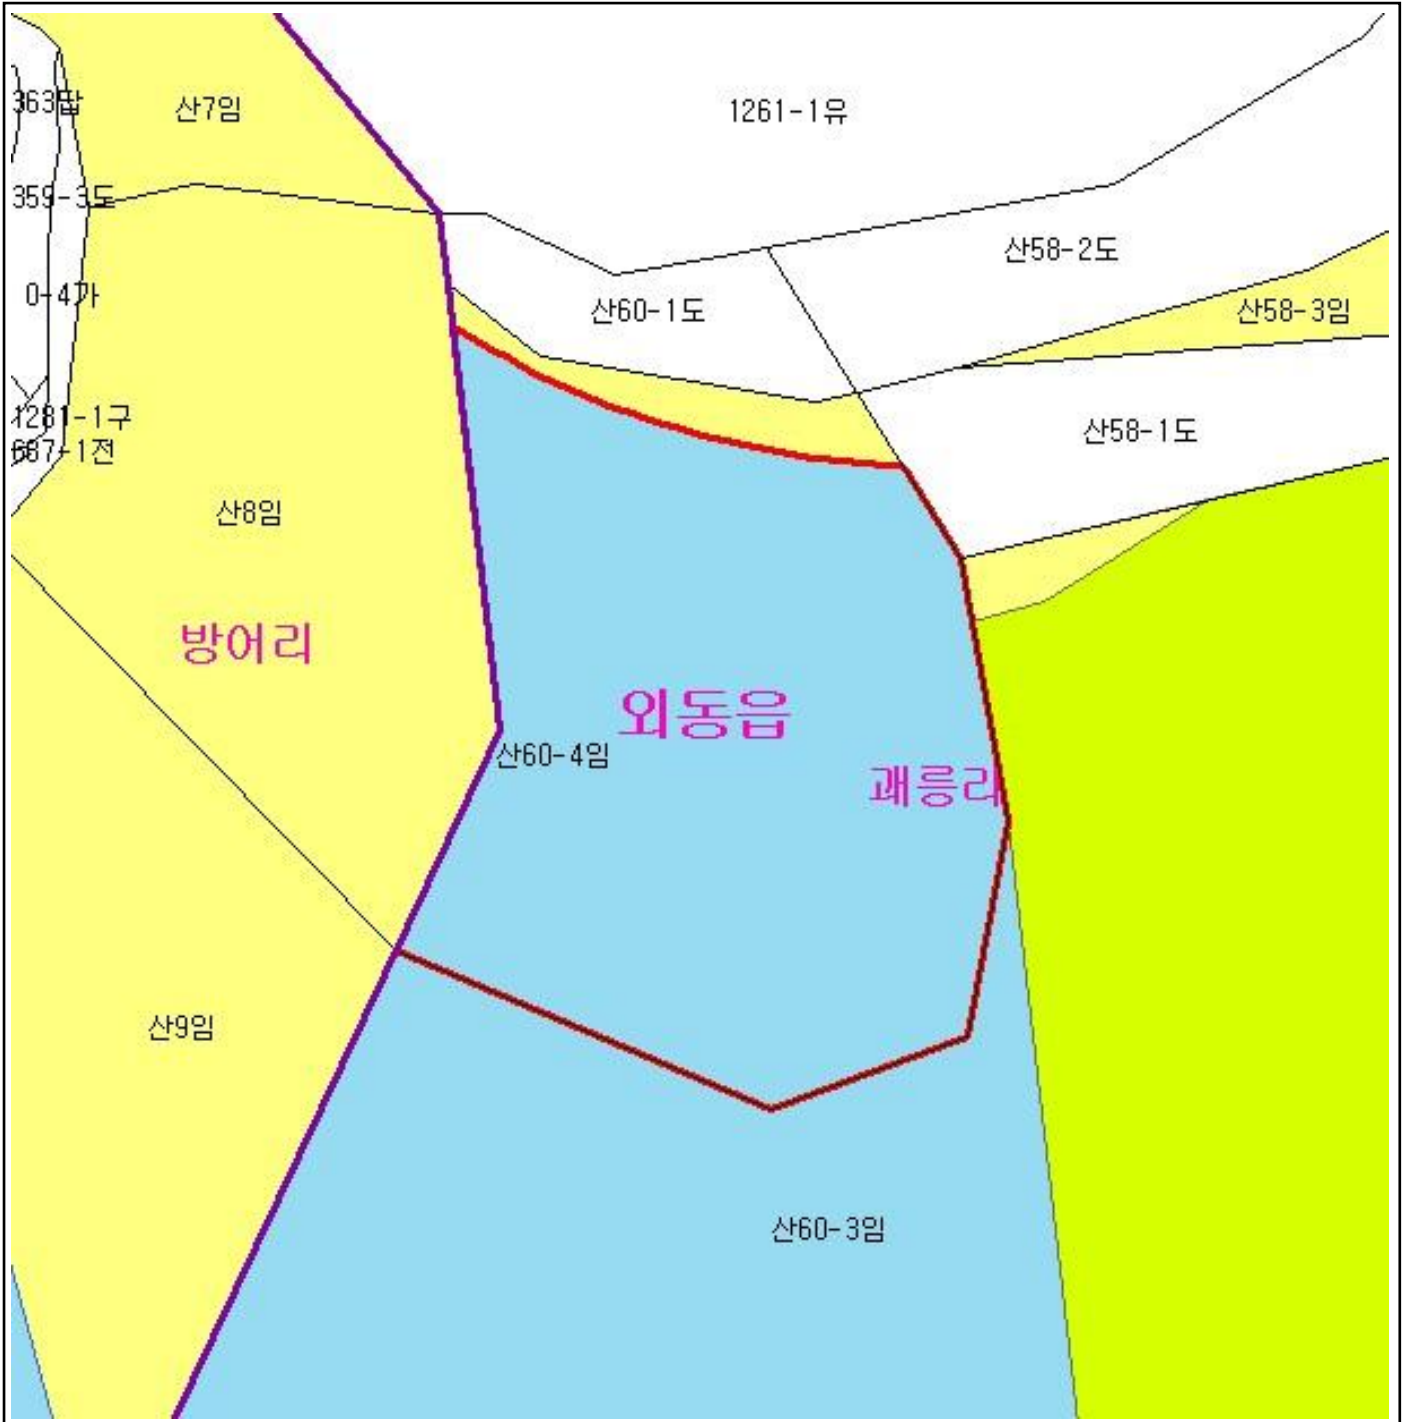 363답
산7임
1261-1유
359-3도
산58-2도
0-4가
산60-1도
산58-3임
1281-1구
산58-1도
687-1전
산8임
방어리
외동읍
산60-4임
괘릉리
산9임
산60-3임